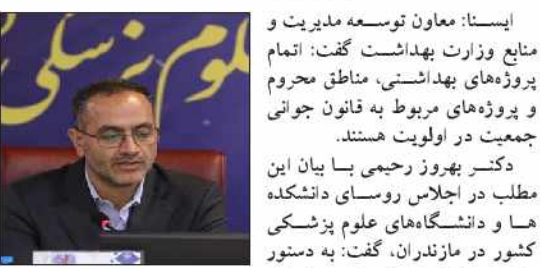 ایسنا: معاون توسعه مدیریت و
منابع وزارت بهداشت گفت: اتمام
پروژه‌های بهداشتی، مناطق محروم
و پروژه‌های مربوط به قانون جوانی
جمعیت در اولویت هستند.
دکتر بهروز رحیمی با بیان این
مطلب در اجلاس روسای دانشکده
ها و دانشگاه‌های علوم پزشکی
کشور در مازندران، گفت: به دستور
علوم پزشکی